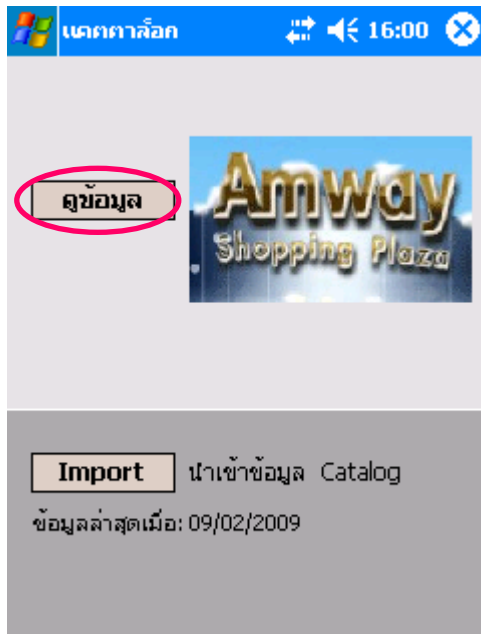 แคตตาล็อก 16:00
ดูข้อมูล
Amway
Shopping Plaza
Import นำเข้าข้อมูล Catalog
ข้อมูลล่าสุดเมื่อ: 09/02/2009